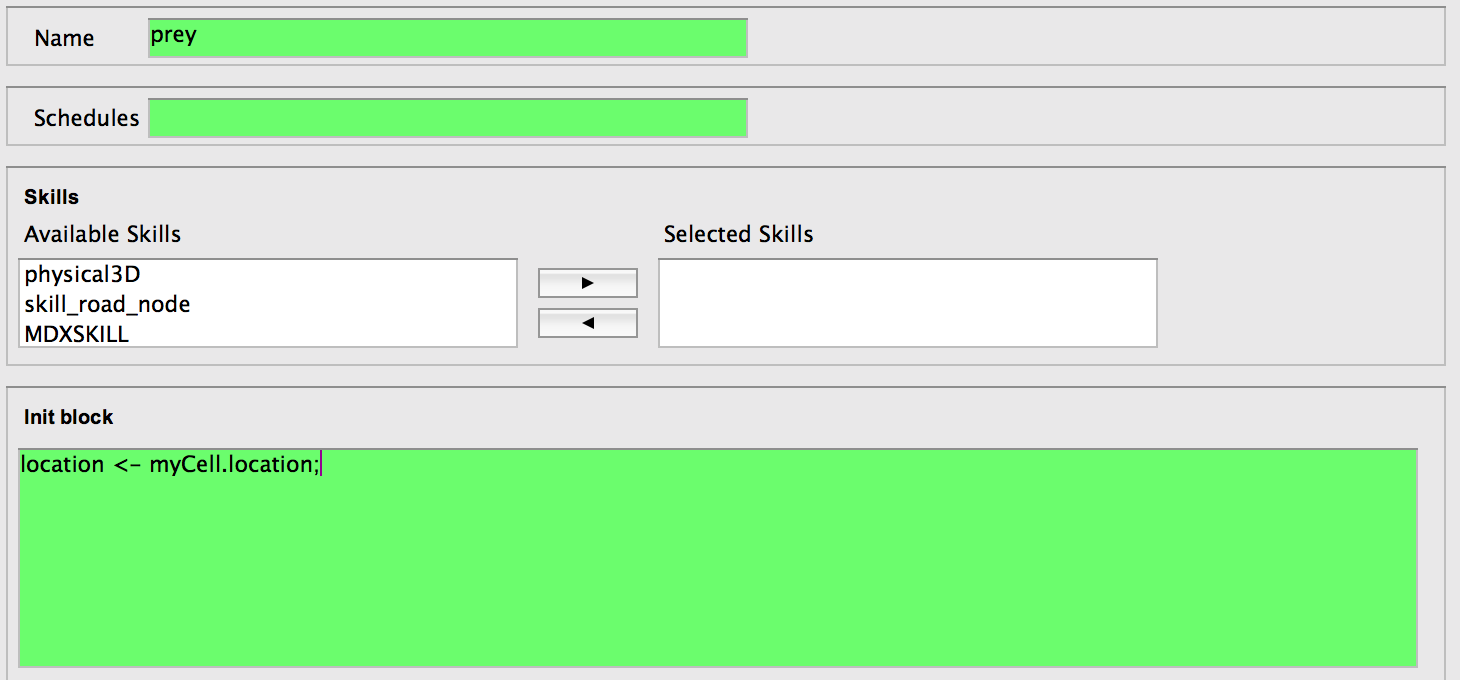 Name prey
Schedules
Skills
Available Skills Selected Skills
physical3D
skill_road_node
MDXSKILL
Init block
location <- myCell.location;